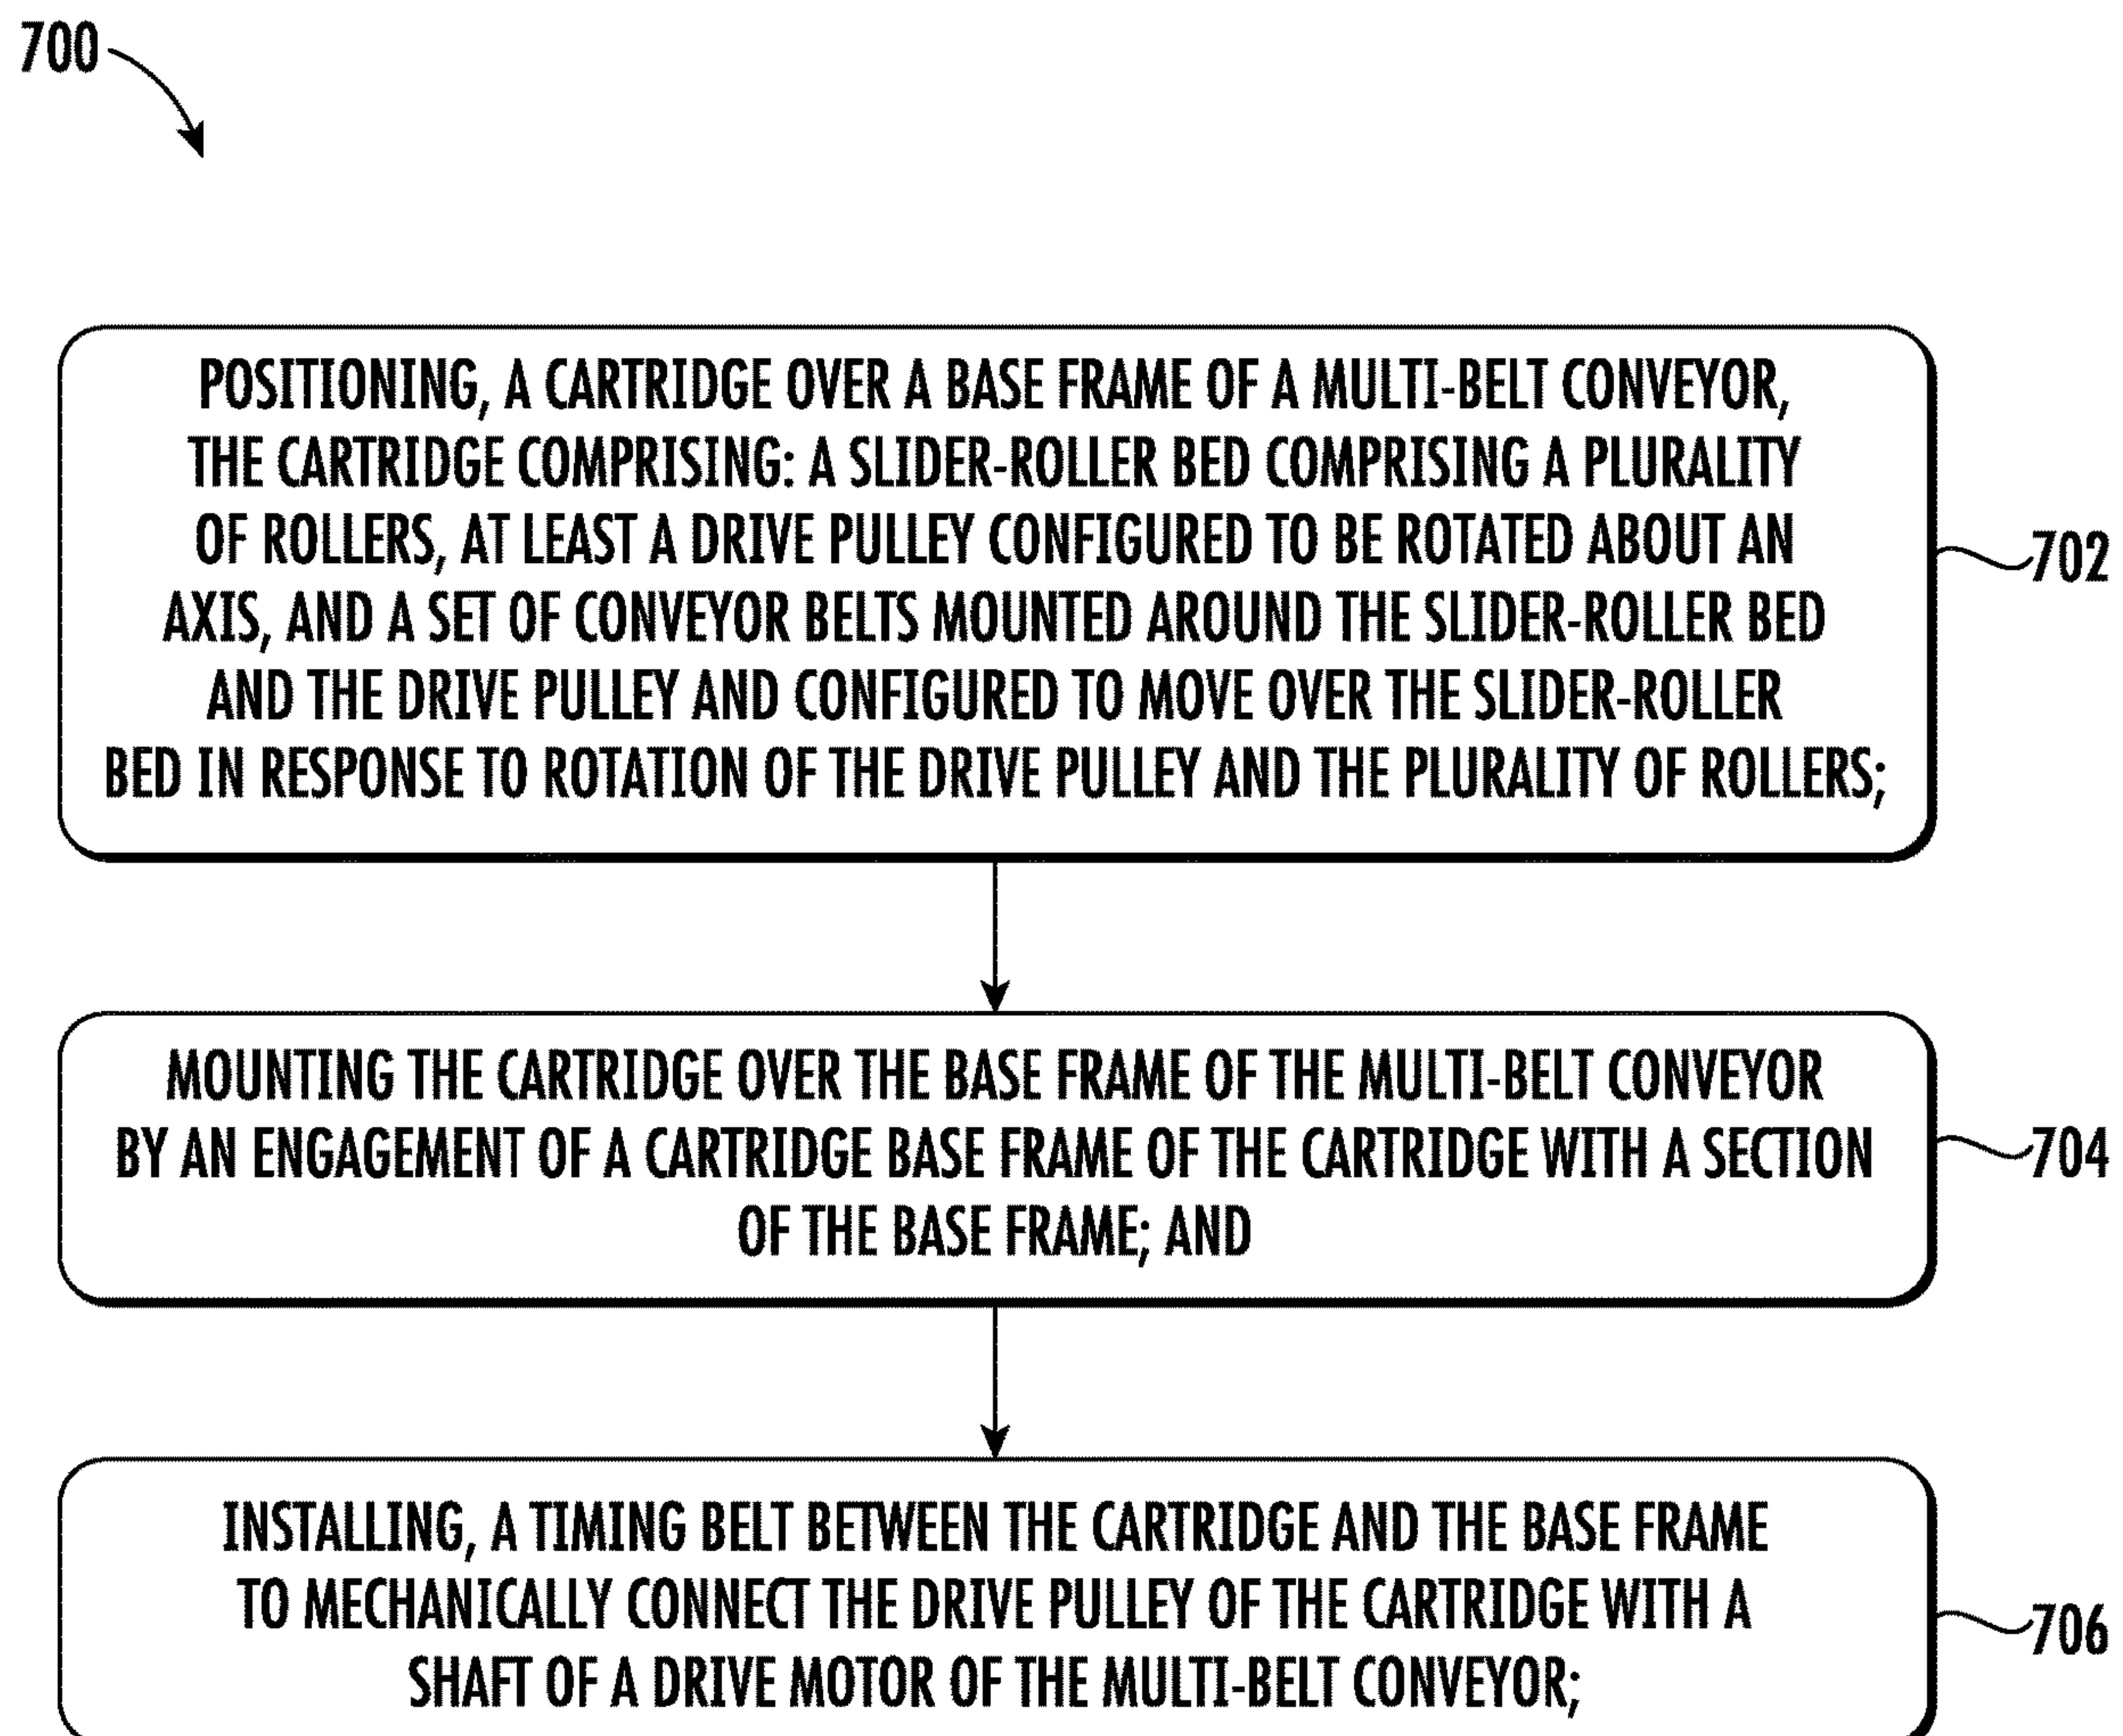 700
POSITIONING, A CARTRIDGE OVER A BASE FRAME OF A MULTI-BELT CONVEYOR,
THE CARTRIDGE COMPRISING: A SLIDER-ROLLER BED COMPRISING A PLURALITY
OF ROLLERS, AT LEAST A DRIVE PULLEY CONFIGURED TO BE ROTATED ABOUT AN
AXIS, AND A SET OF CONVEYOR BELTS MOUNTED AROUND THE SLIDER-ROLLER BED
AND THE DRIVE PULLEY AND CONFIGURED TO MOVE OVER THE SLIDER-ROLLER
BED IN RESPONSE TO ROTATION OF THE DRIVE PULLEY AND THE PLURALITY OF ROLLERS;
702
MOUNTING THE CARTRIDGE OVER THE BASE FRAME OF THE MULTI-BELT CONVEYOR
BY AN ENGAGEMENT OF A CARTRIDGE BASE FRAME OF THE CARTRIDGE WITH A SECTION
OF THE BASE FRAME; AND
704
INSTALLING, A TIMING BELT BETWEEN THE CARTRIDGE AND THE BASE FRAME
TO MECHANICALLY CONNECT THE DRIVE PULLEY OF THE CARTRIDGE WITH A
SHAFT OF A DRIVE MOTOR OF THE MULTI-BELT CONVEYOR;
706